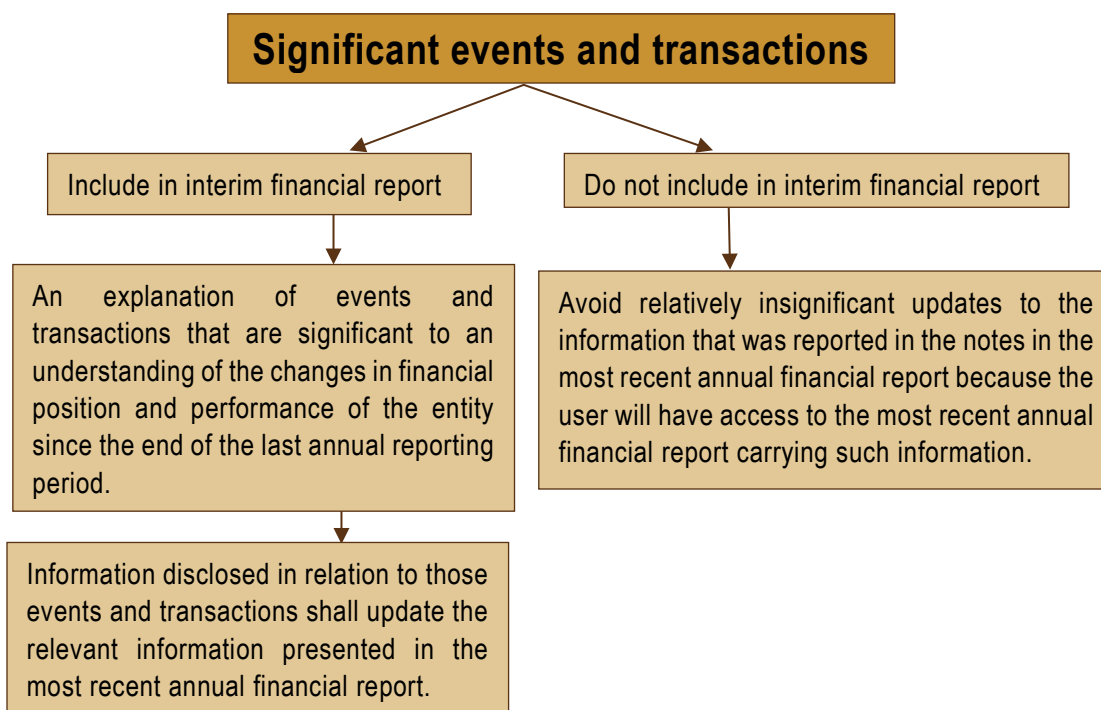 Significant events and transactions
Include in interim financial report
Do not include in interim financial report
An explanation of events and
transactions that are significant to an
understanding of the changes in financial
position and performance of the entity
since the end of the last annual reporting
period.
Avoid relatively insignificant updates to the
information that was reported in the notes in the
most recent annual financial report because the
user will have access to the most recent annual
financial report carrying such information.
Information disclosed in relation to those
events and transactions shall update the
relevant information presented in the
most recent annual financial report.